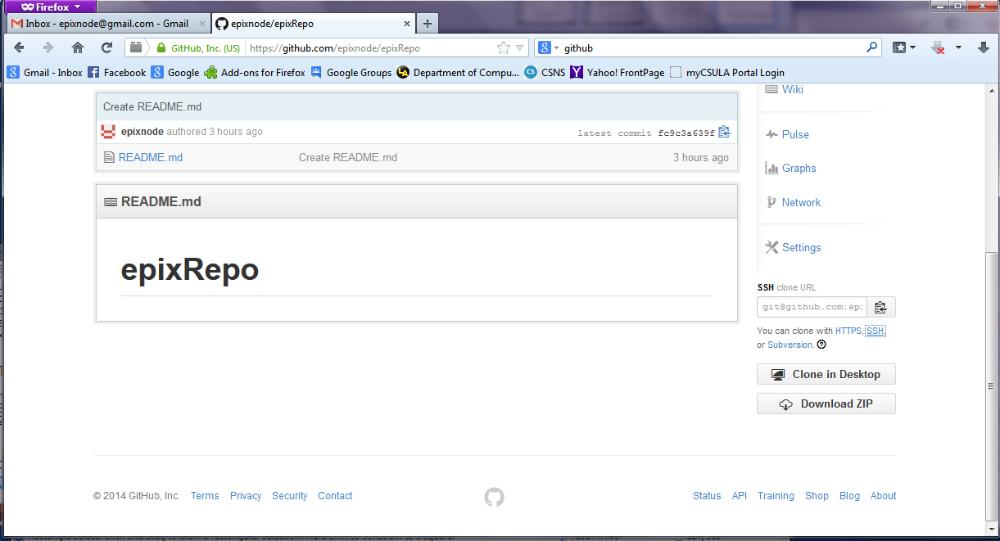 Firefox
Inbox - epixnode@gmail.com - Gmail
epixnode/epixRepo
GitHub, Inc. (US)
https://github.com/epixnode/epixRepo
github
Gmail - Inbox
Facebook
Google
Add-ons for Firefox
Google Groups
Department of Compu...
CSNS
Yahoo! FrontPage
myCSULA Portal Login
Create README.md
epixnode authored 3 hours ago
latest commit fc9c3a639f
README.md
Create README.md
3 hours ago
README.md
epixRepo
Wiki
Pulse
Graphs
Network
Settings
SSH clone URL
git@github.com:ep
You can clone with HTTPS, SSH,
or Subversion.
Clone in Desktop
Download ZIP
© 2014 GitHub, Inc.
Terms
Privacy
Security
Contact
Status
API
Training
Shop
Blog
About